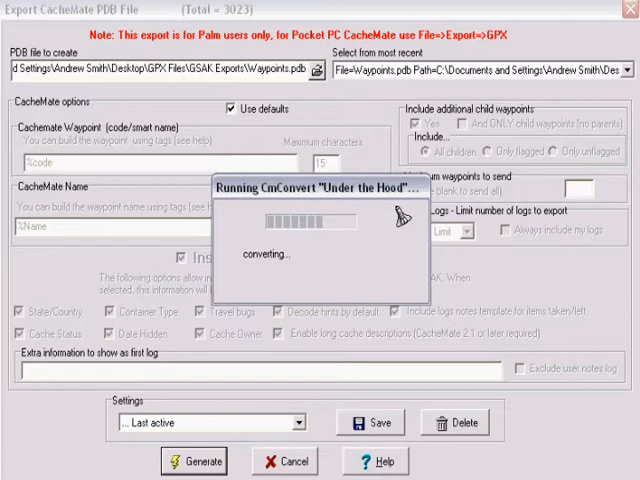 Export CacheMate PDB File (Total = 3023)
Note: This export is for Palm users only, for Pocket PC CacheMate use File=>Export=>GPX
PDB file to create
Select from most recent
d Settings\Andrew Smith\Desktop\GPX Files\GSAK Exports\Waypoints.pdb
File=Waypoints.pdb Path=C:\Documents and Settings\Andrew Smith\Des
CacheMate options
Use defaults
Include additional child waypoints
Yes
And ONLY child waypoints (no parents)
Cachemate Waypoint (code/smart name)
You can build the waypoint name using tags (see help)
Maximum characters
%code
15
Include...
All children
Only flagged
Only unflagged
Running CmConvert "Under the Hood"...
converting...
waypoints to send
blank to send all)
CacheMate Name
You can build the waypoint name using tags (see
%Name
Logs - Limit number of logs to export
Limit
Always include my logs
Ins
The following options allow in
SAK. When
selected, this information
State/Country
Container Type
Travel bugs
Decode hints by default
Include logs notes template for items taken/left
Cache Status
Date Hidden
Cache Owner
Enable long cache descriptions (CacheMate 2.1 or later required)
Extra information to show as first log
Exclude user notes log
Settings
... Last active
Save
Delete
Generate
Cancel
Help